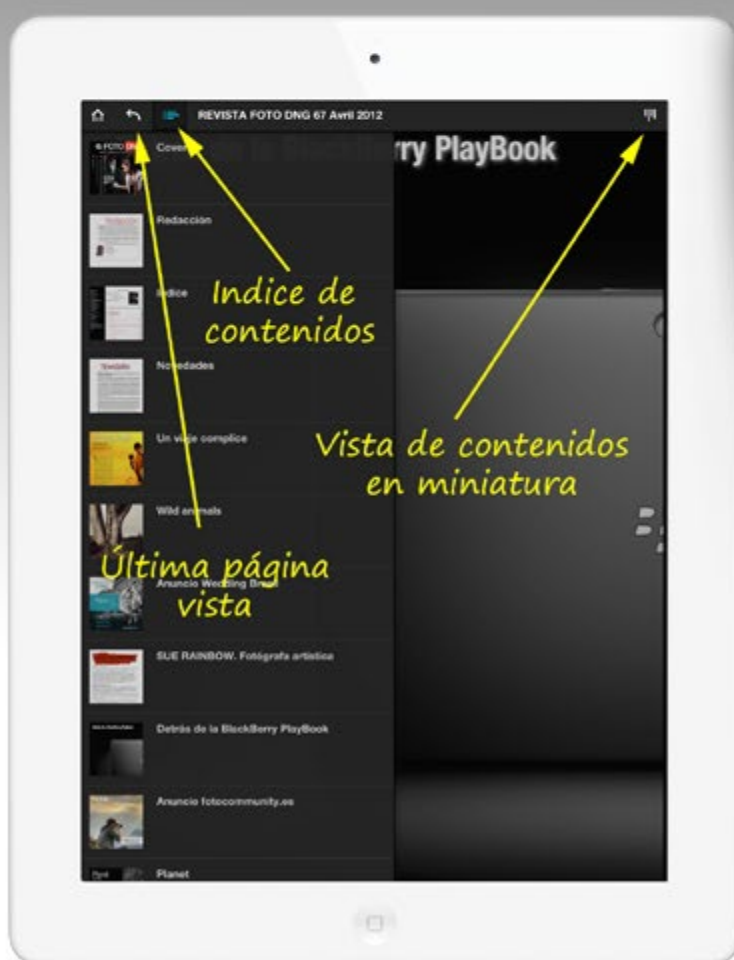 REVISTA FOTO DNG 67 Avril 2012
rry PlayBook
Cover
Redacción
Indice
Indice de
contenidos
Novedades
Un viaje complice
Vista de contenidos
en miniatura
Wild animals
Última página
vista
Anuncio Wedding Brasil
SUE RAINBOW. Fotógrafa artística
Detrás de la BlackBerry PlayBook
Anuncio fotocommunity.es
Planet